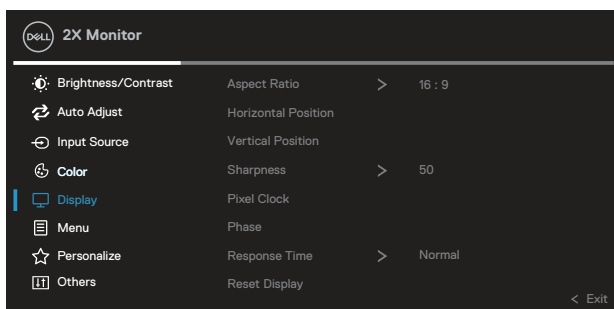 DELL 2X Monitor
Brightness/Contrast Aspect Ratio > 16 : 9
Auto Adjust Horizontal Position
Input Source Vertical Position
Color Sharpness > 50
Display Pixel Clock
Menu Phase
Personalize Response Time > Normal
Others Reset Display
< Exit